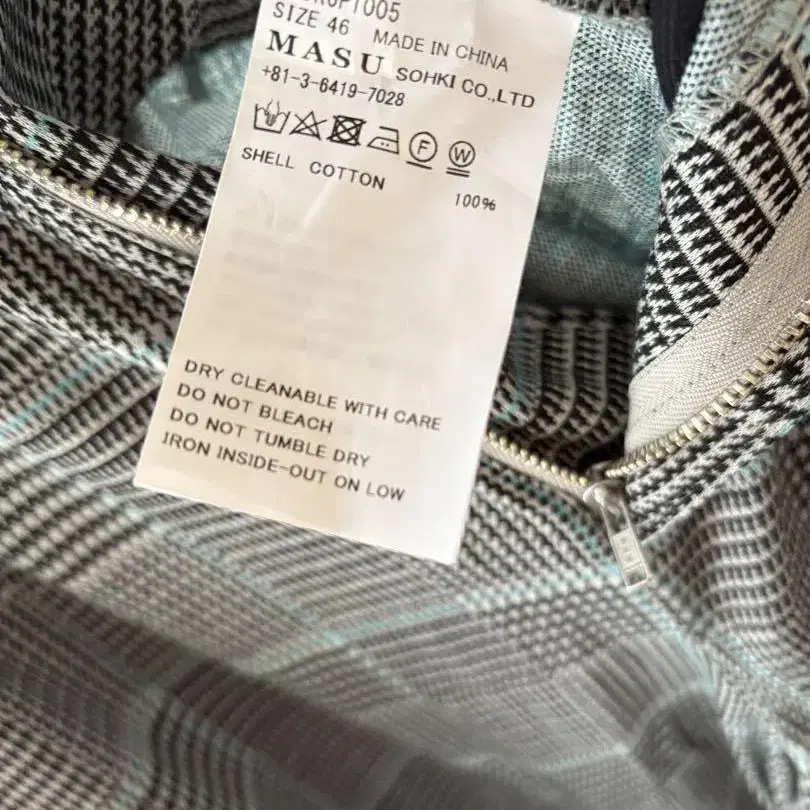 SIZE 46 MADE IN CHINA
MASU SOHKI CO.,LTD
+81-3-6419-7028
F W
SHELL COTTON 100%
DRY CLEANABLE WITH CARE
DO NOT BLEACH
DO NOT TUMBLE DRY
IRON INSIDE-OUT ON LOW